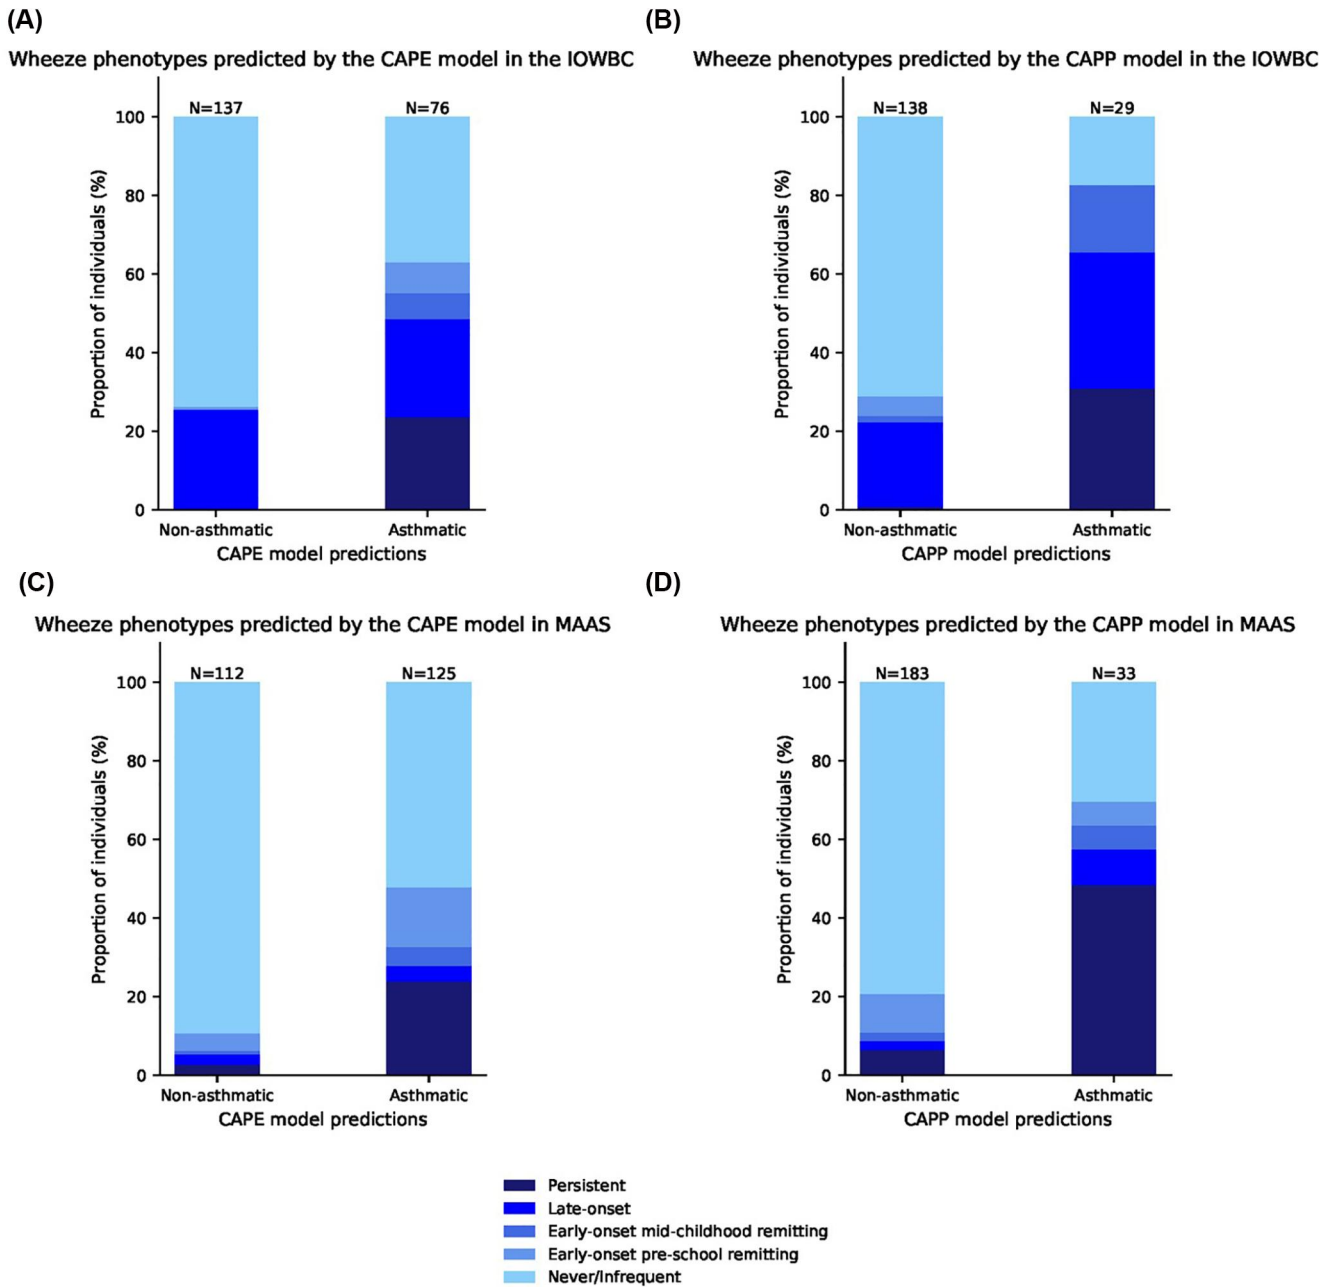 (A)
Wheeze phenotypes predicted by the CAPE model in the IOWBC
N=137
N=76
100
80
60
40
20
0
Proportion of individuals (%)
Non-asthmatic
Asthmatic
CAPE model predictions
(B)
Wheeze phenotypes predicted by the CAPP model in the IOWBC
N=138
N=29
100
80
60
40
20
0
Proportion of individuals (%)
Non-asthmatic
Asthmatic
CAPP model predictions
(C)
Wheeze phenotypes predicted by the CAPE model in MAAS
N=112
N=125
100
80
60
40
20
0
Proportion of individuals (%)
Non-asthmatic
Asthmatic
CAPE model predictions
(D)
Wheeze phenotypes predicted by the CAPP model in MAAS
N=183
N=33
100
80
60
40
20
0
Proportion of individuals (%)
Non-asthmatic
Asthmatic
CAPP model predictions
Persistent
Late-onset
Early-onset mid-childhood remitting
Early-onset pre-school remitting
Never/Infrequent